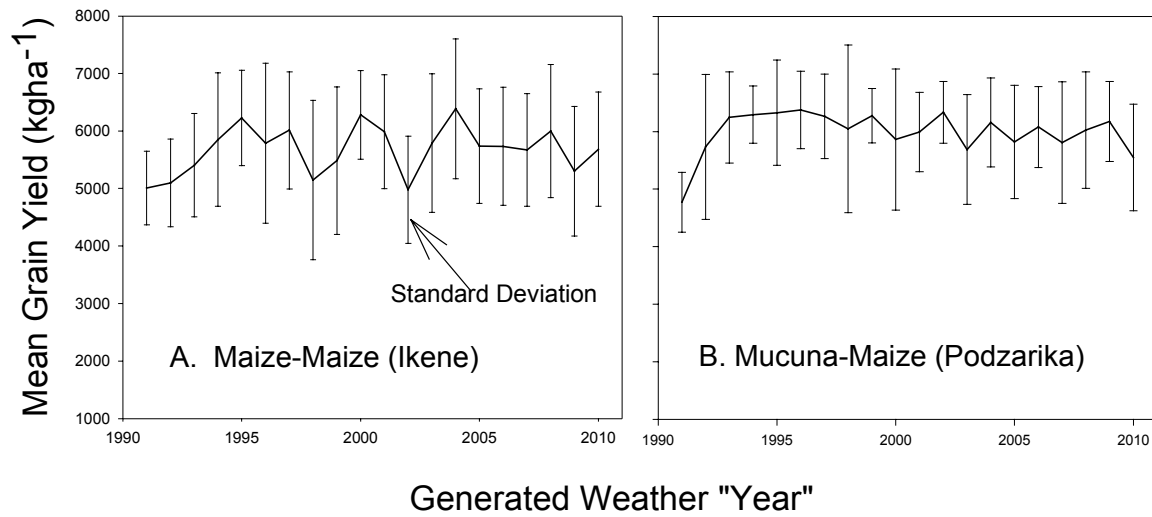 Mean Grain Yield (kgha-1)
8000
7000
6000
5000
4000
3000
2000
1000
Standard Deviation
A. Maize-Maize (Ikene)
B. Mucuna-Maize (Podzarika)
1990 1995 2000 2005 2010
1990 1995 2000 2005 2010
Generated Weather "Year"